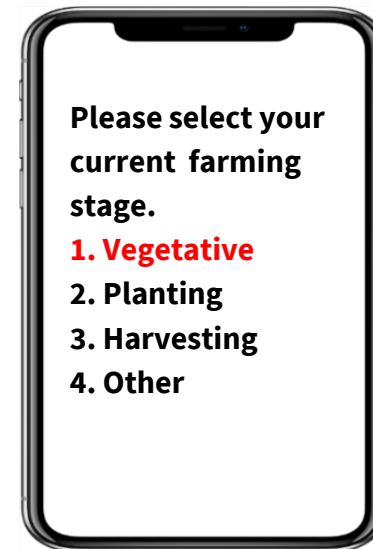 Please select your
current  farming
stage.
1. Vegetative
2. Planting
3. Harvesting
4. Other